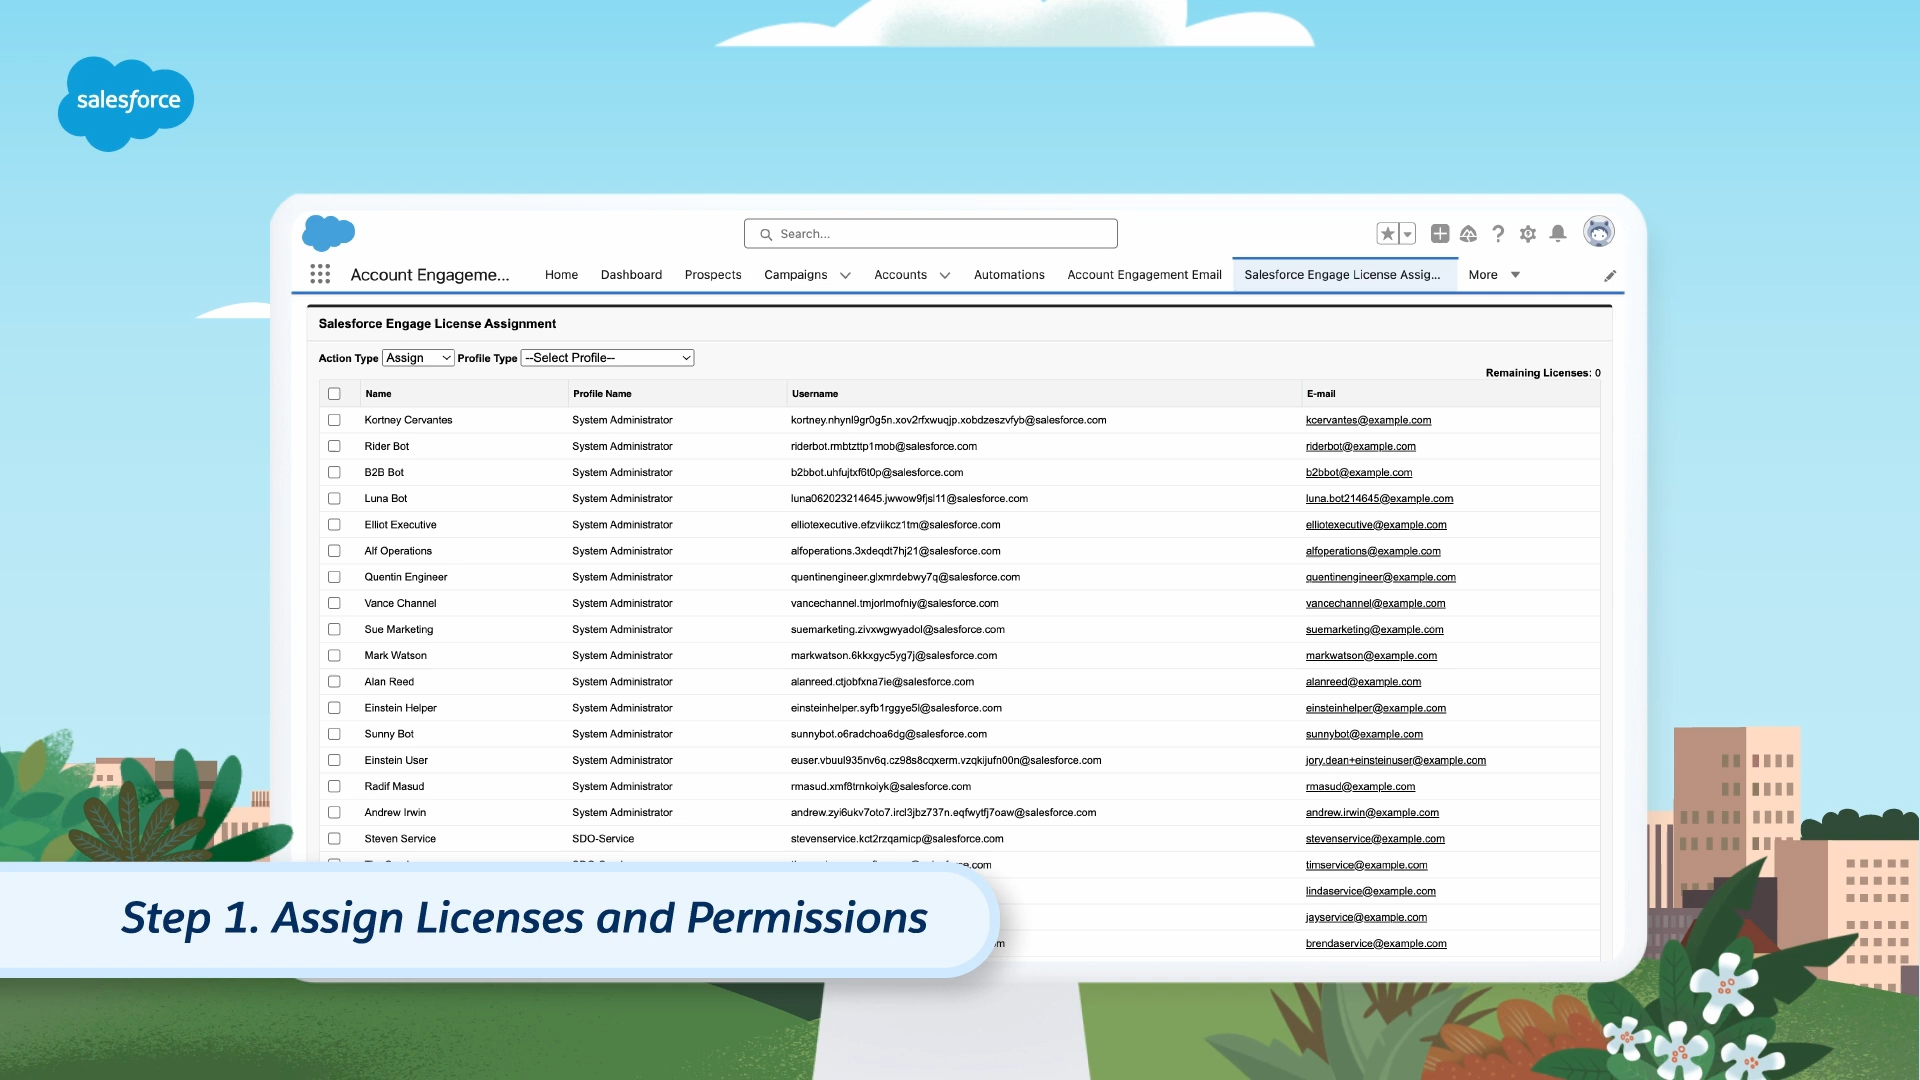 salesforce
Search...
Account Engageme... Home Dashboard Prospects Campaigns Accounts Automations Account Engagement Email Salesforce Engage License Assig... More
Salesforce Engage License Assignment
Action Type Assign Profile Type --Select Profile--
Remaining Licenses: 0
Name Profile Name Username E-mail
Kortney Cervantes System Administrator kortney.nhynl9gr0g5n.xov2rfxwuqjp.xobdzeszvfyb@salesforce.com kcervantes@example.com
Rider Bot System Administrator riderbot.rmbtzttp1mob@salesforce.com riderbot@example.com
B2B Bot System Administrator b2bbot.uhfujtxf6t0p@salesforce.com b2bbot@example.com
Luna Bot System Administrator luna062023214645.jwwow9fjsl11@salesforce.com luna.bot214645@example.com
Elliot Executive System Administrator elliotexecutive.efzviikcz1tm@salesforce.com elliotexecutive@example.com
Alf Operations System Administrator alfoperations.3xdeqdt7hj21@salesforce.com alfoperations@example.com
Quentin Engineer System Administrator quentinengineer.glxmrdebwy7q@salesforce.com quentinengineer@example.com
Vance Channel System Administrator vancechannel.tmjorlmofniy@salesforce.com vancechannel@example.com
Sue Marketing System Administrator suemarketing.zivxwgwyadol@salesforce.com suemarketing@example.com
Mark Watson System Administrator markwatson.6kkxgyc5yg7j@salesforce.com markwatson@example.com
Alan Reed System Administrator alanreed.ctjobfxna7ie@salesforce.com alanreed@example.com
Einstein Helper System Administrator einsteinhelper.syfb1rggye5l@salesforce.com einsteinhelper@example.com
Sunny Bot System Administrator sunnybot.o6radchoa6dg@salesforce.com sunnybot@example.com
Einstein User System Administrator euser.vbuul935nv6q.cz98s8cqxerm.vzqkijufn00n@salesforce.com jory.dean+einsteinuser@example.com
Radif Masud System Administrator rmasud.xmf8trnkoiyk@salesforce.com rmasud@example.com
Andrew Irwin System Administrator andrew.zyi6ukv7oto7.ircl3jbz737n.eqfwytfj7oaw@salesforce.com andrew.irwin@example.com
Steven Service SDO-Service stevenservice.kct2rzqamicp@salesforce.com stevenservice@example.com
timservice@example.com
lindaservice@example.com
jayservice@example.com
brendaservice@example.com
Step 1. Assign Licenses and Permissions